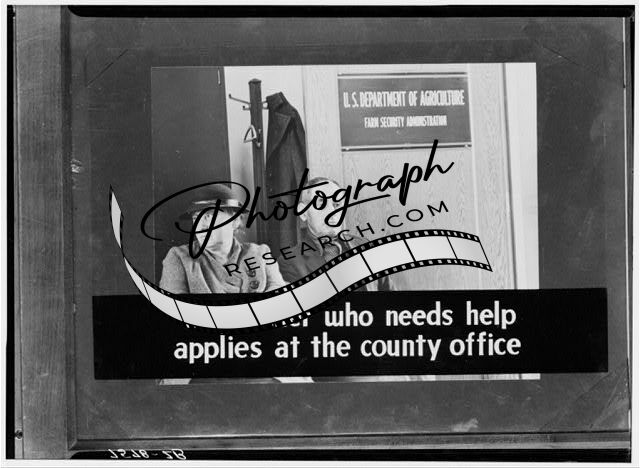 U. S. DEPARTMENT OF AGRICULTURE
FARM SECURITY ADMINISTRATION
Photograph
RESEARCH.COM
who needs help
applies at the county office